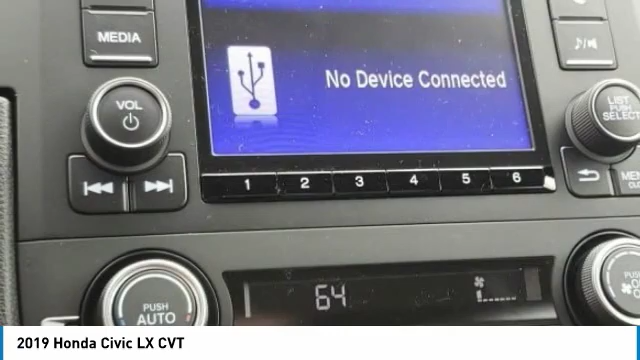 MEDIA
No Device Connected
VOL
LIST
PUSH
SELECT
1 2 3 4 5 6
64
PUSH
AUTO
PUSH
2019 Honda Civic LX CVT